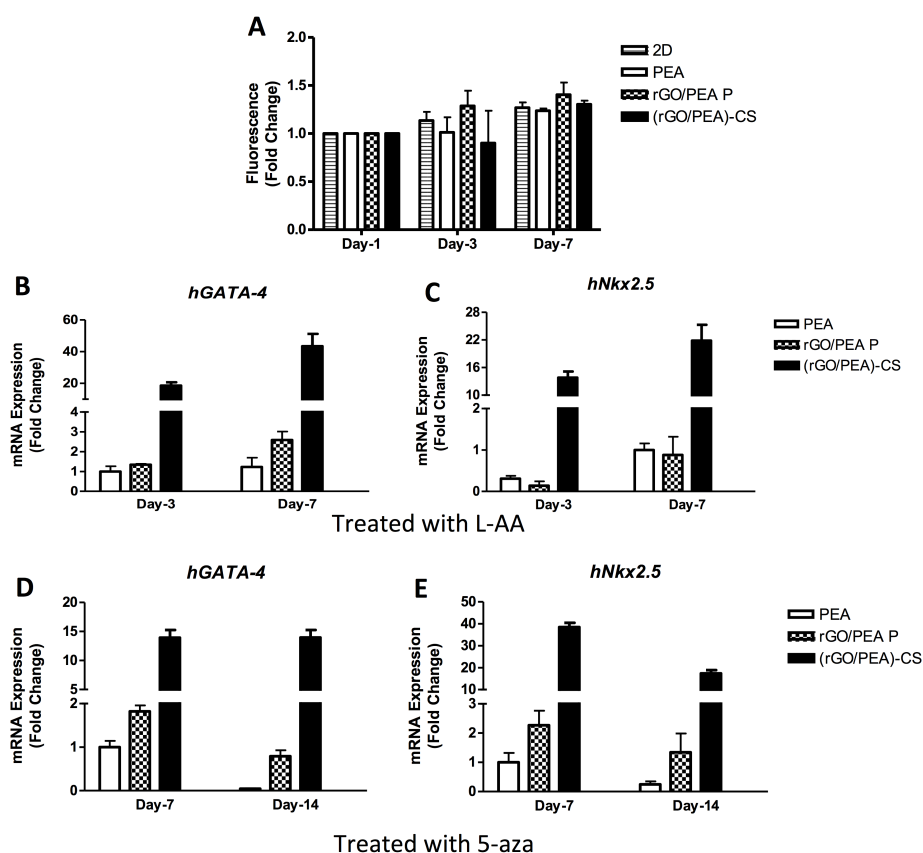 A
2.0
1.5
1.0
0.5
0.0
Fluorescence
(Fold Change)
Day-1 Day-3 Day-7
2D
PEA
rGO/PEA P
(rGO/PEA)-CS
B
hGATA-4
60
40
20
4
3
2
1
0
mRNA Expression
(Fold Change)
Day-3 Day-7
C
hNkx2.5
28
22
16
10
2
1
0
mRNA Expression
(Fold Change)
Day-3 Day-7
PEA
rGO/PEA P
(rGO/PEA)-CS
Treated with L-AA
D
hGATA-4
20
15
10
5
2
1
0
mRNA Expression
(Fold Change)
Day-7 Day-14
E
hNkx2.5
50
40
30
20
10
3
2
1
0
mRNA Expression
(Fold Change)
Day-7 Day-14
PEA
rGO/PEA P
(rGO/PEA)-CS
Treated with 5-aza